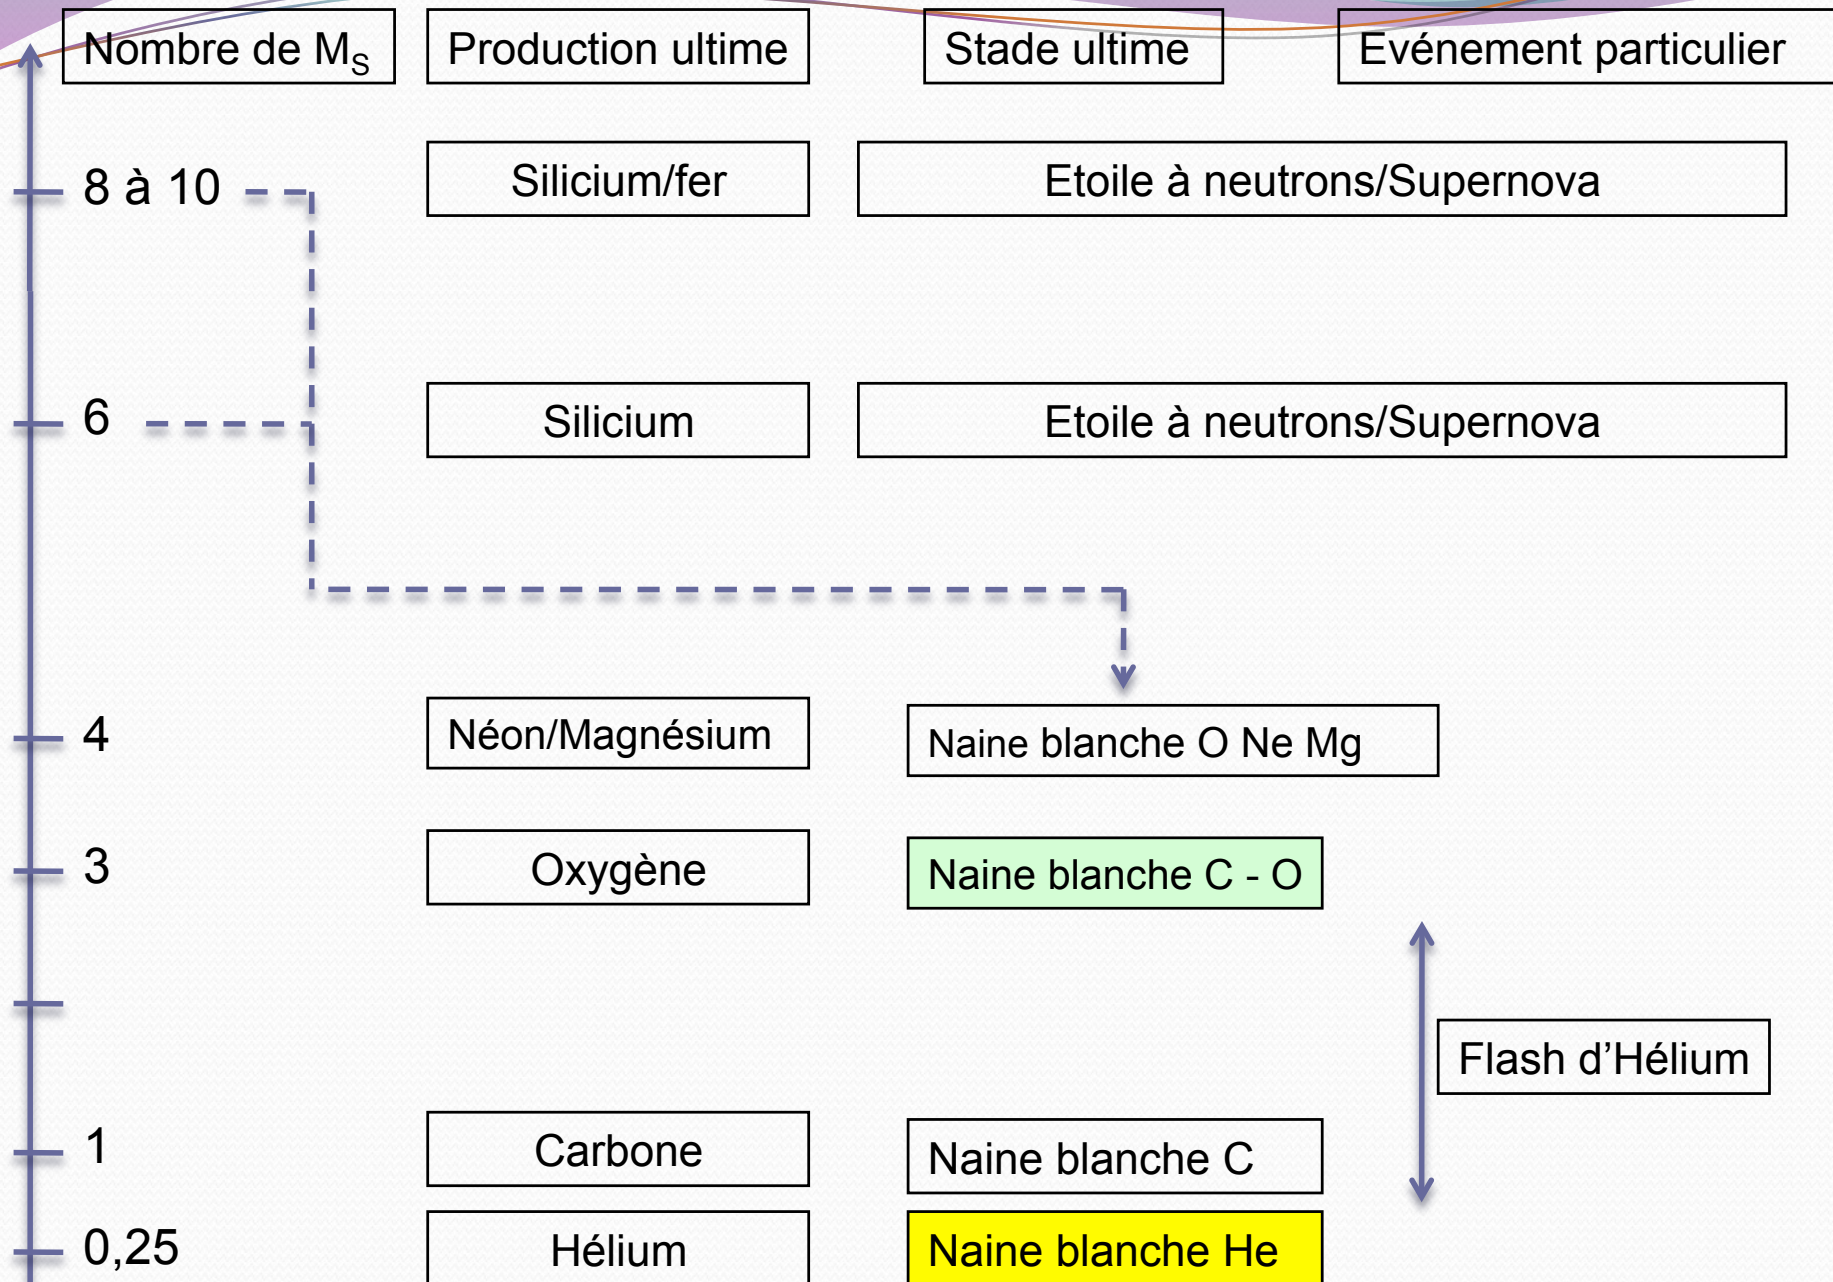 Nombre de M_S Production ultime Stade ultime Evénement particulier
8 à 10 Silicium/fer Etoile à neutrons/Supernova
6 Silicium Etoile à neutrons/Supernova
4 Néon/Magnésium Naine blanche O Ne Mg
3 Oxygène Naine blanche C - O
Flash d’Hélium
1 Carbone Naine blanche C
0,25 Hélium Naine blanche He